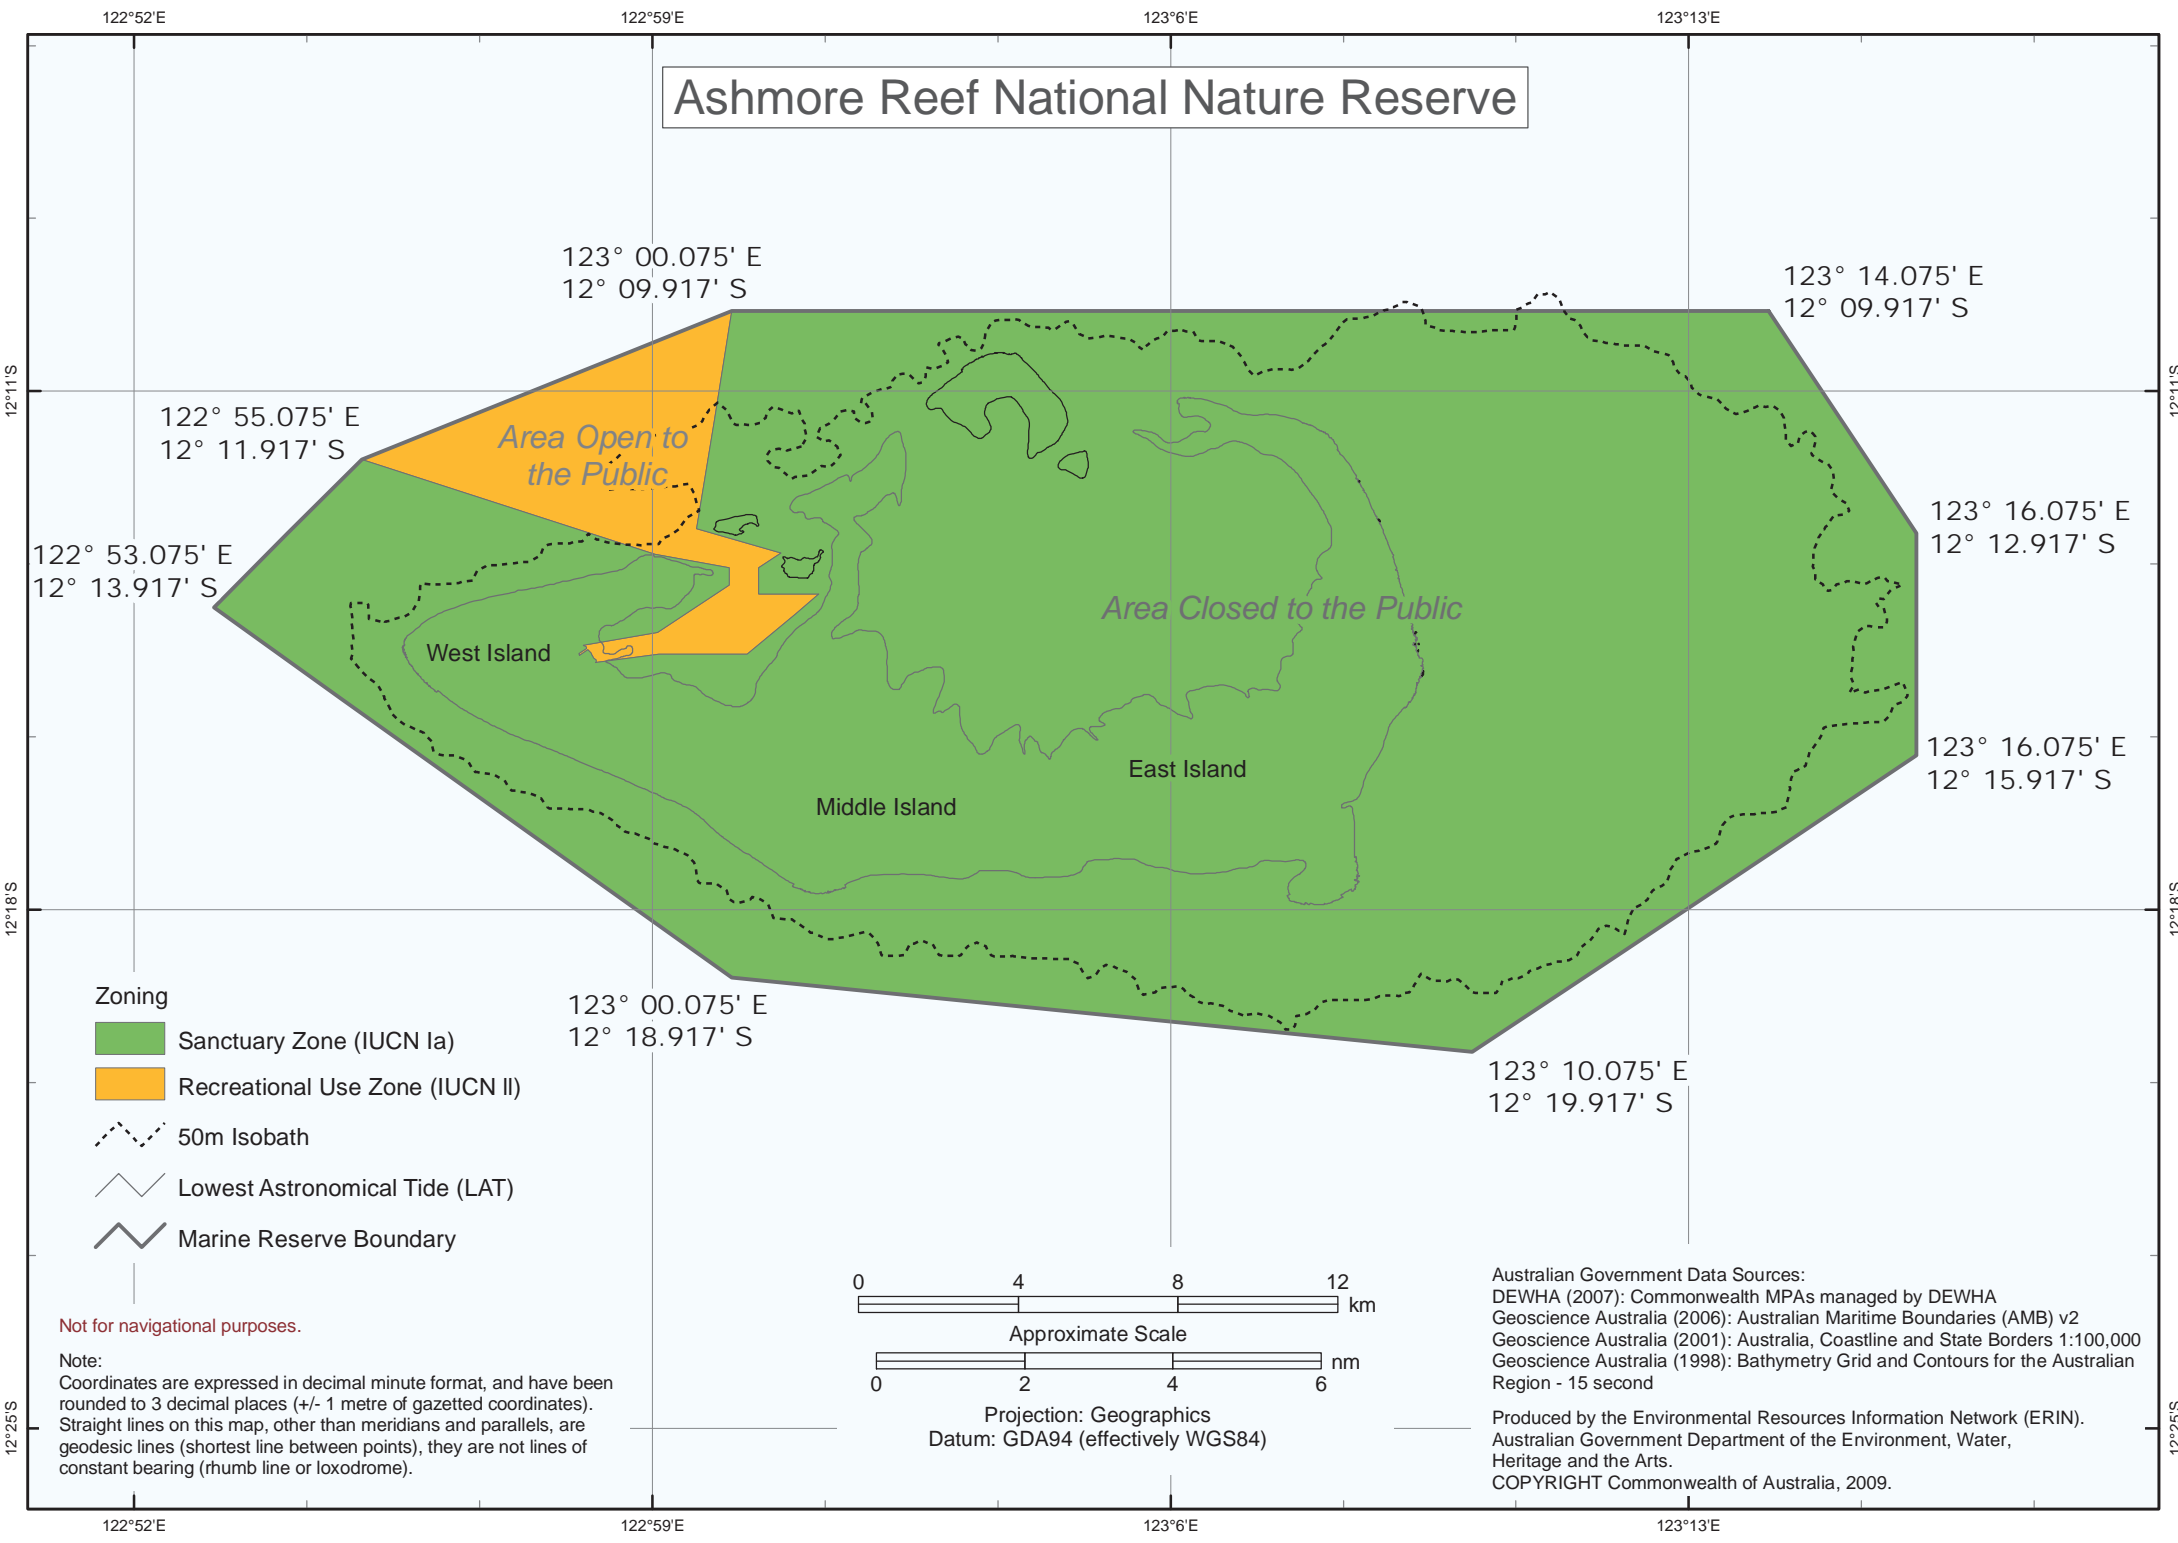 122°52'E
122°59'E
123°6'E
123°13'E
Ashmore Reef National Nature Reserve
123° 00.075' E
12° 09.917' S
123° 14.075' E
12° 09.917' S
12°11'S
12°11'S
122° 55.075' E
12° 11.917' S
Area Open to
the Public
123° 16.075' E
12° 12.917' S
122° 53.075' E
12° 13.917' S
Area Closed to the Public
West Island
123° 16.075' E
12° 15.917' S
East Island
Middle Island
12°18'S
12°18'S
123° 00.075' E
12° 18.917' S
123° 10.075' E
12° 19.917' S
Zoning
Sanctuary Zone (IUCN Ia)
Recreational Use Zone (IUCN II)
50m Isobath
Lowest Astronomical Tide (LAT)
Marine Reserve Boundary
Not for navigational purposes.
Note:
Coordinates are expressed in decimal minute format, and have been
rounded to 3 decimal places (+/- 1 metre of gazetted coordinates).
Straight lines on this map, other than meridians and parallels, are
geodesic lines (shortest line between points), they are not lines of
constant bearing (rhumb line or loxodrome).
0 4 8 12
km
Approximate Scale
nm
0 2 4 6
Projection: Geographics
Datum: GDA94 (effectively WGS84)
Australian Government Data Sources:
DEWHA (2007): Commonwealth MPAs managed by DEWHA
Geoscience Australia (2006): Australian Maritime Boundaries (AMB) v2
Geoscience Australia (2001): Australia, Coastline and State Borders 1:100,000
Geoscience Australia (1998): Bathymetry Grid and Contours for the Australian
Region - 15 second
Produced by the Environmental Resources Information Network (ERIN).
Australian Government Department of the Environment, Water,
Heritage and the Arts.
COPYRIGHT Commonwealth of Australia, 2009.
12°25'S
12°25'S
122°52'E
122°59'E
123°6'E
123°13'E